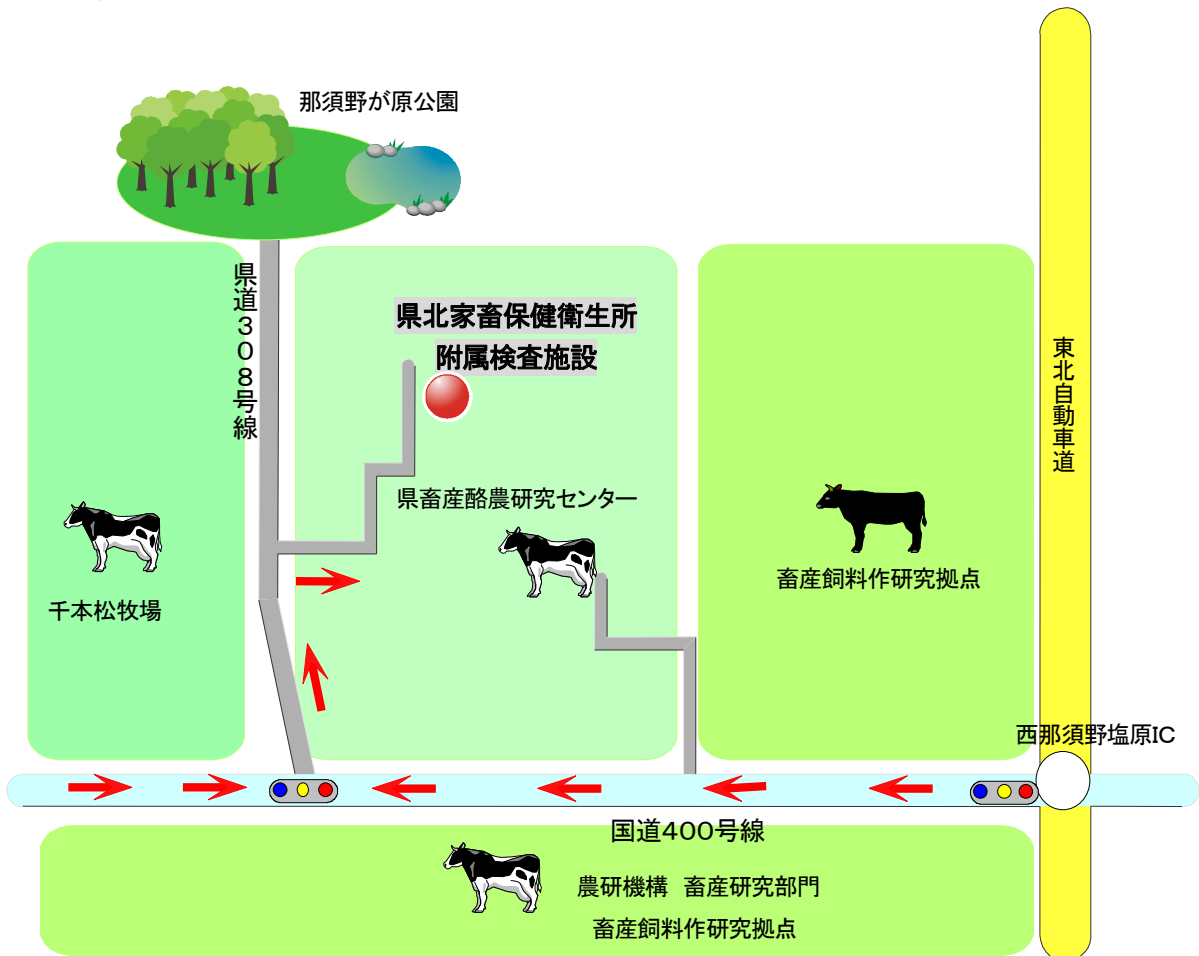 那須野が原公園
県道308号線
県北家畜保健衛生所
附属検査施設
東北自動車道
県畜産酪農研究センター
畜産飼料作研究拠点
千本松牧場
西那須野塩原IC
国道400号線
農研機構　畜産研究部門
畜産飼料作研究拠点